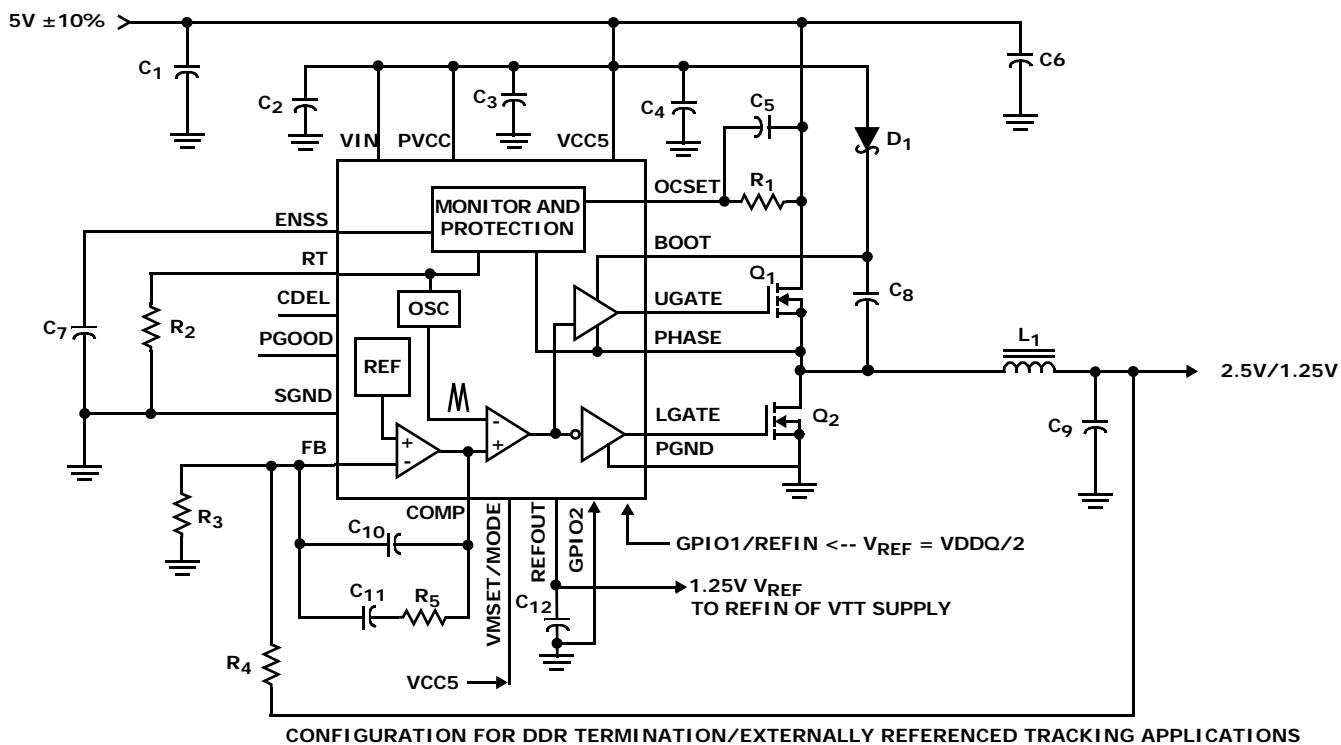 5V ±10%
C1
C2
C3
C4
C5
C6
VIN
PVCC
VCC5
D1
OCSET
R1
MONITOR AND
PROTECTION
ENSS
BOOT
RT
Q1
C8
OSC
UGATE
CDEL
C7
R2
PHASE
L1
PGOOD
REF
2.5V/1.25V
SGND
LGATE
Q2
C9
PGND
FB
+
-
-
+
R3
COMP
C10
VMSET/MODE
REFOUT
GPIO2
GPIO1/REFIN <-- VREF = VDDQ/2
C11
R5
C12
1.25V VREF
TO REFIN OF VTT SUPPLY
R4
VCC5
CONFIGURATION FOR DDR TERMINATION/EXTERNALLY REFERENCED TRACKING APPLICATIONS